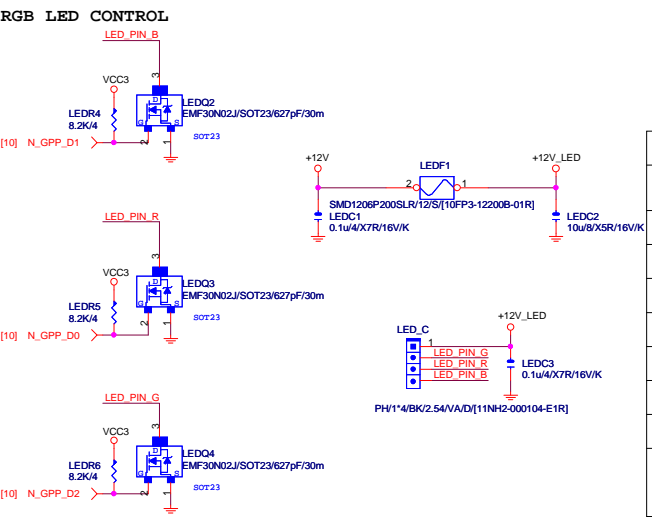 RGB LED CONTROL
LED_PIN_B
VCC3
3
D
LEDQ2
EMF30N02J/SOT23/627pF/30m
LEDR4
8.2K/4
G
S
SOT23
[10] N_GPP_D1
2
1
+12V
LEDF1
+12V_LED
2
1
SMD1206P200SLR/12/S/[10FP3-12200B-01R]
LEDC1
0.1u/4/X7R/16V/K
LEDC2
10u/8/X5R/16V/K
LED_PIN_R
VCC3
3
D
LEDQ3
EMF30N02J/SOT23/627pF/30m
LEDR5
8.2K/4
G
S
SOT23
[10] N_GPP_D0
2
1
+12V_LED
LED_C
1
LED_PIN_G
LED_PIN_R
LED_PIN_B
LEDC3
0.1u/4/X7R/16V/K
PH/1*4/BK/2.54/VA/D/[11NH2-000104-E1R]
LED_PIN_G
VCC3
3
D
LEDQ4
EMF30N02J/SOT23/627pF/30m
LEDR6
8.2K/4
G
S
SOT23
[10] N_GPP_D2
2
1